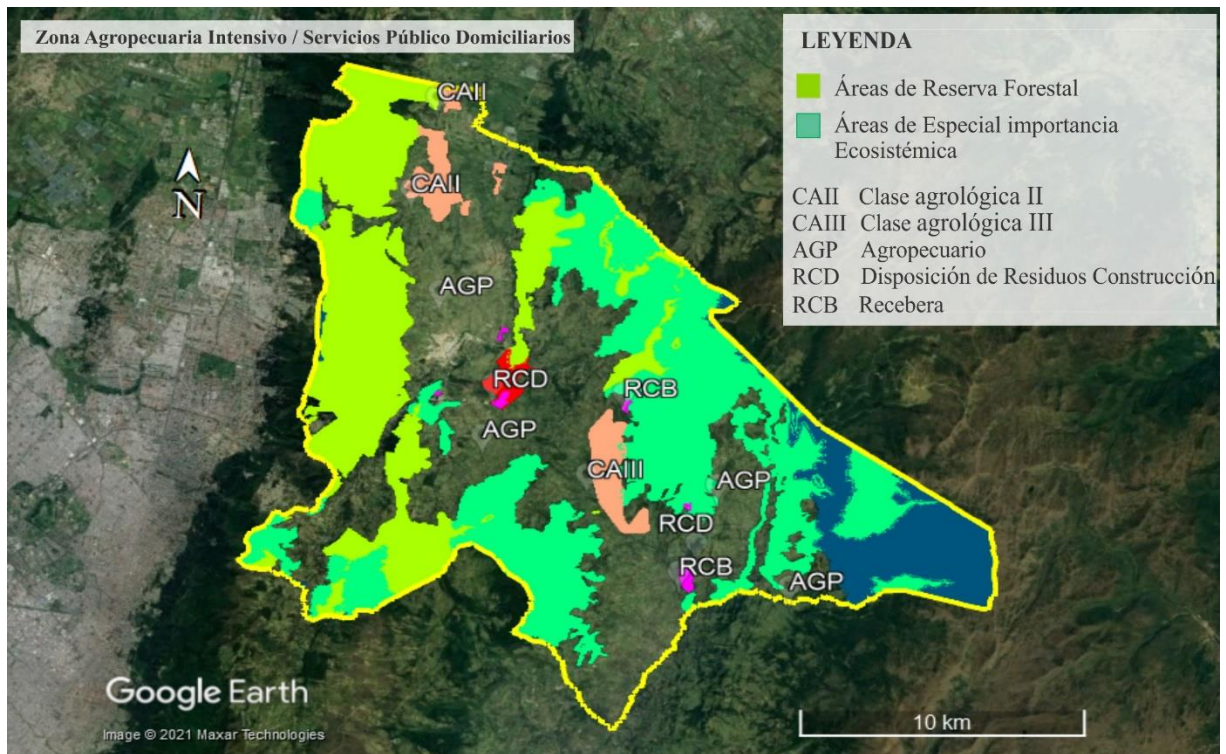 Zona Agropecuaria Intensivo / Servicios Público Domiciliarios
LEYENDA
Áreas de Reserva Forestal
Áreas de Especial importancia
Ecosistémica
CAII Clase agrológica II
CAIII Clase agrológica III
AGP Agropecuario
RCD Disposición de Residuos Construcción
RCB Recebera
CAII
N
CAII
AGP
RCD
RCB
AGP
CAIII
AGP
RCD
RCB
AGP
Google Earth
Image © 2021 Maxar Technologies
10 km